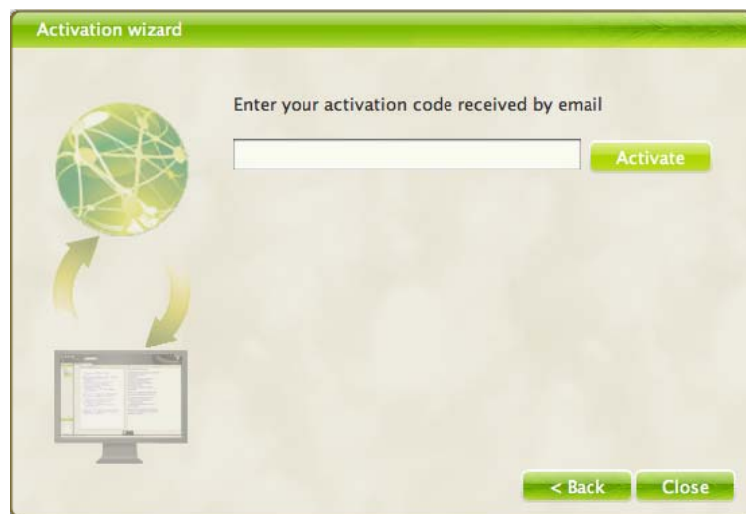 Activation wizard
Enter your activation code received by email
Activate
< Back
Close